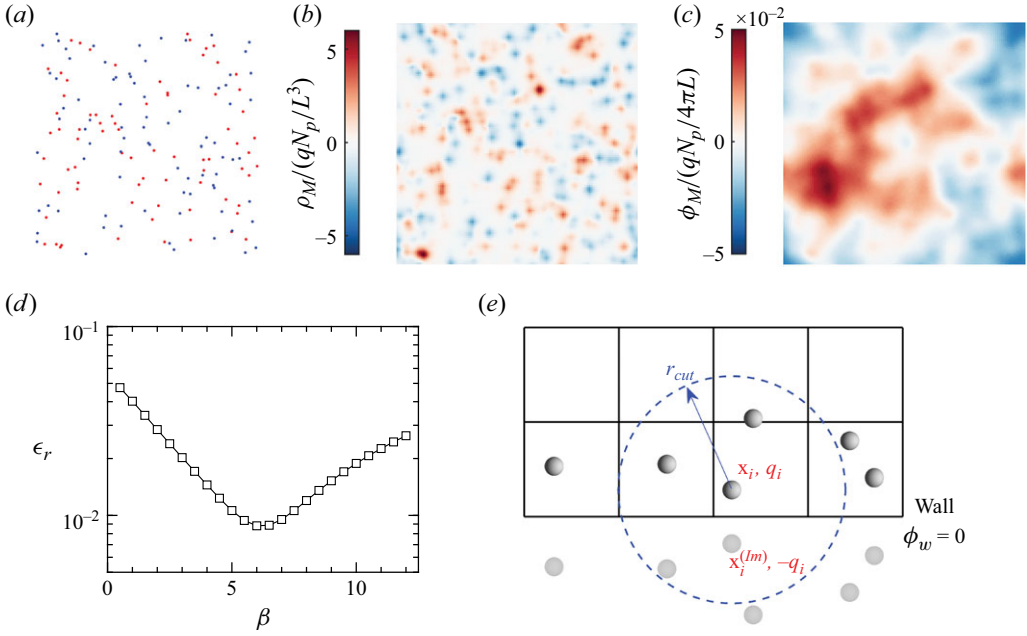 (a)
(b)
5
0
−5
ρ_M/(qN_p/L³)
(c)
×10⁻²
5
0
−5
ϕ_M/(qN_p/4πL)
(d)
10⁻¹
10⁻²
ϵ_r
0
5
10
β
(e)
r_cut
x_i, q_i
x_i^(Im), −q_i
Wall
ϕ_w = 0